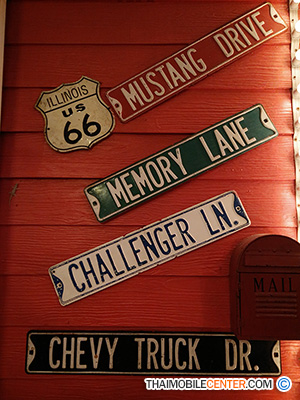 MUSTANG DRIVE
ILLINOIS
US
66
MEMORY LANE
CHALLENGER LN.
MAIL
CHEVY TRUCK DR.
THAIMOBILECENTER.COM ©